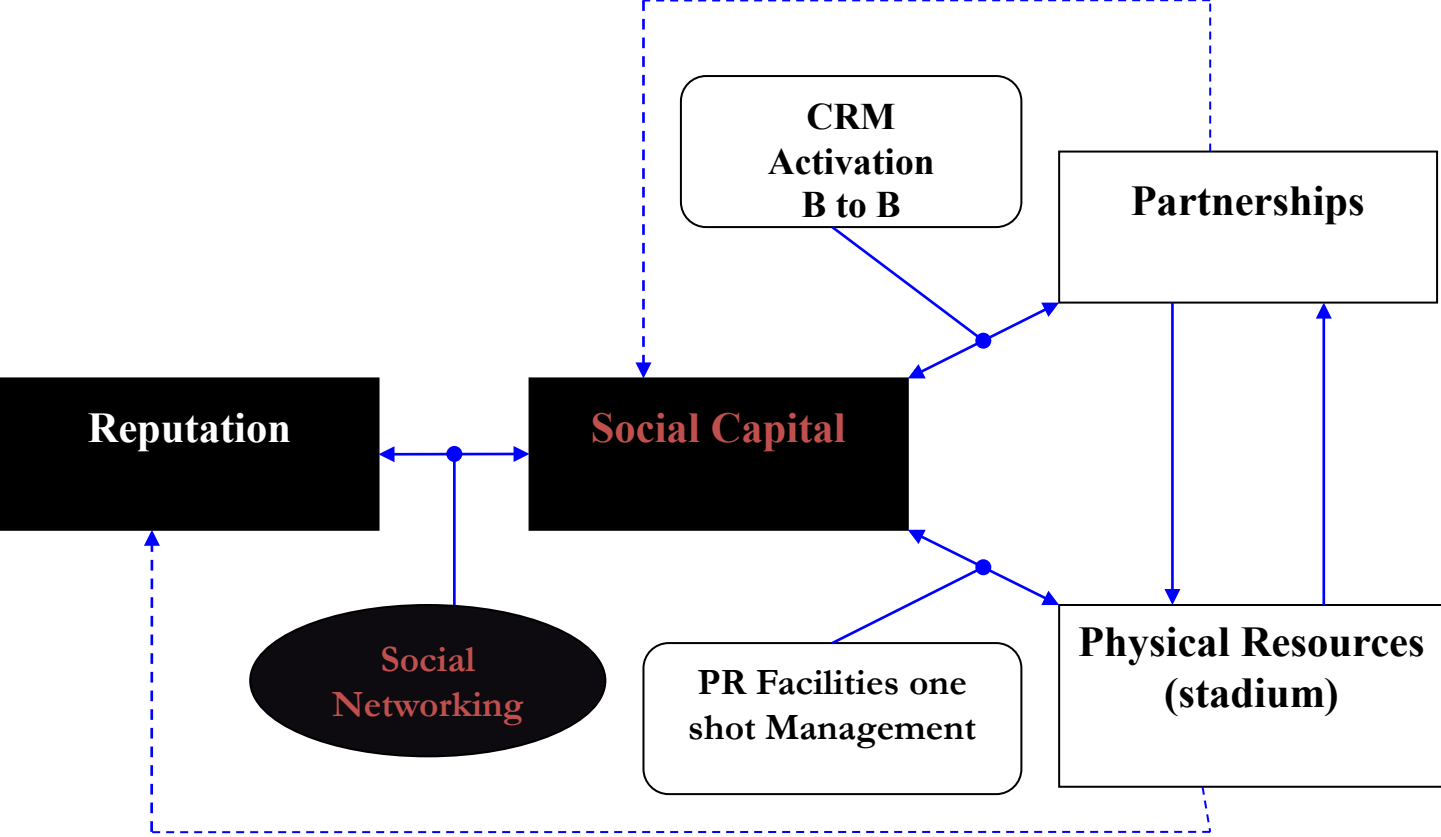 CRM
Activation
B to B
Partnerships
Reputation
Social Capital
Social
Networking
PR Facilities one
shot Management
Physical Resources
(stadium)